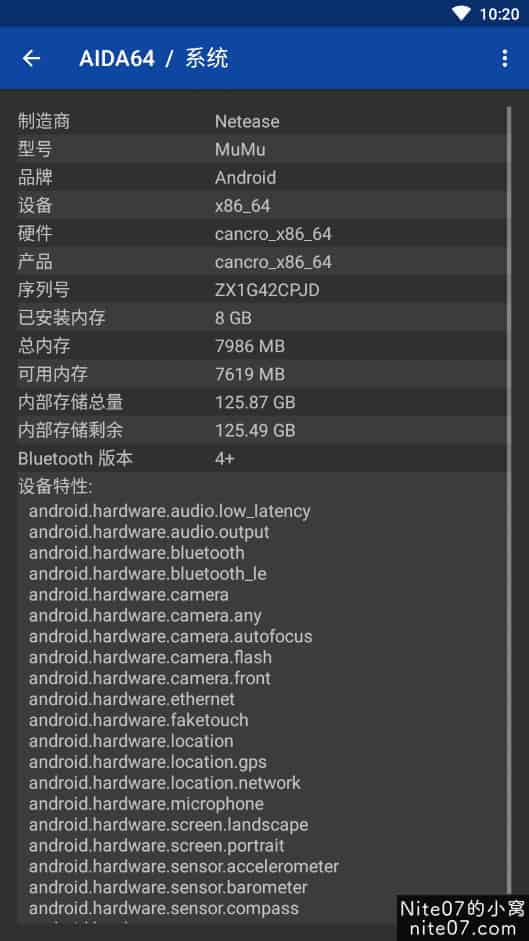 10:20
AIDA64 / 系统
制造商 Netease
型号 MuMu
品牌 Android
设备 x86_64
硬件 cancro_x86_64
产品 cancro_x86_64
序列号 ZX1G42CPJD
已安装内存 8 GB
总内存 7986 MB
可用内存 7619 MB
内部存储总量 125.87 GB
内部存储剩余 125.49 GB
Bluetooth 版本 4+
设备特性:
android.hardware.audio.low_latency
android.hardware.audio.output
android.hardware.bluetooth
android.hardware.bluetooth_le
android.hardware.camera
android.hardware.camera.any
android.hardware.camera.autofocus
android.hardware.camera.flash
android.hardware.camera.front
android.hardware.ethernet
android.hardware.faketouch
android.hardware.location
android.hardware.location.gps
android.hardware.location.network
android.hardware.microphone
android.hardware.screen.landscape
android.hardware.screen.portrait
android.hardware.sensor.accelerometer
android.hardware.sensor.barometer
android.hardware.sensor.compass
Nite07的小窝
nite07.com